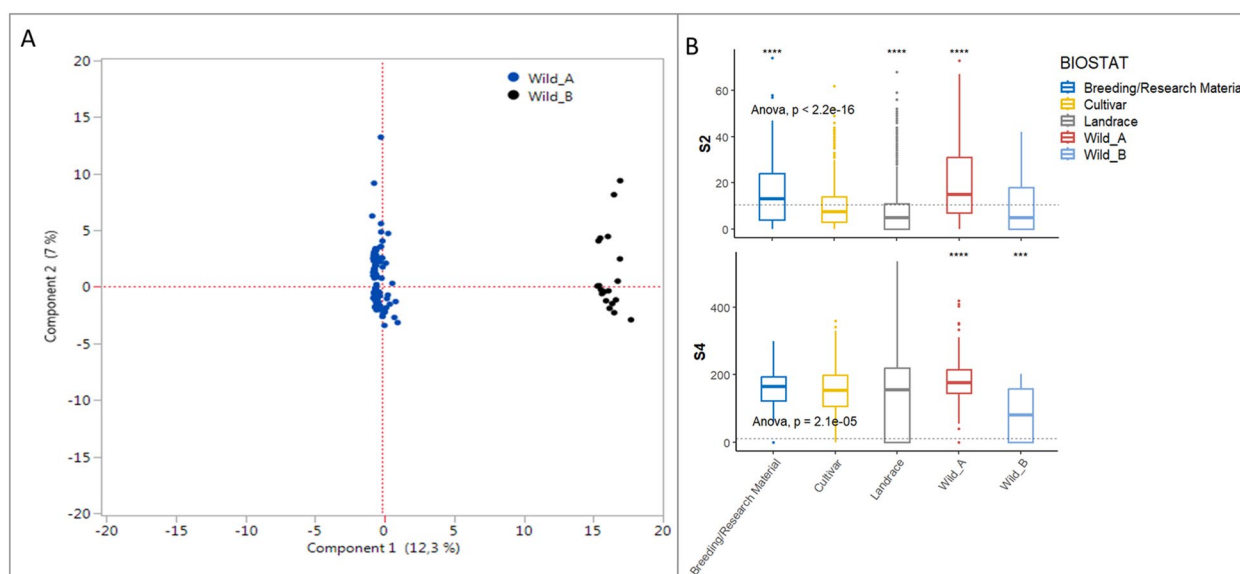 A
20
15
10
5
0
-5
-10
-15
-20
Component 2 (7 %)
Wild_A
Wild_B
-20
-15
-10
-5
0
5
10
15
20
Component 1 (12,3 %)
B
****
****
****
60
40
20
0
S2
Anova, p < 2.2e-16
BIOSTAT
Breeding/Research Materia
Cultivar
Landrace
Wild_A
Wild_B
****
***
400
200
0
S4
Anova, p = 2.1e-05
Breeding/Research Material
Cultivar
Landrace
Wild_A
Wild_B